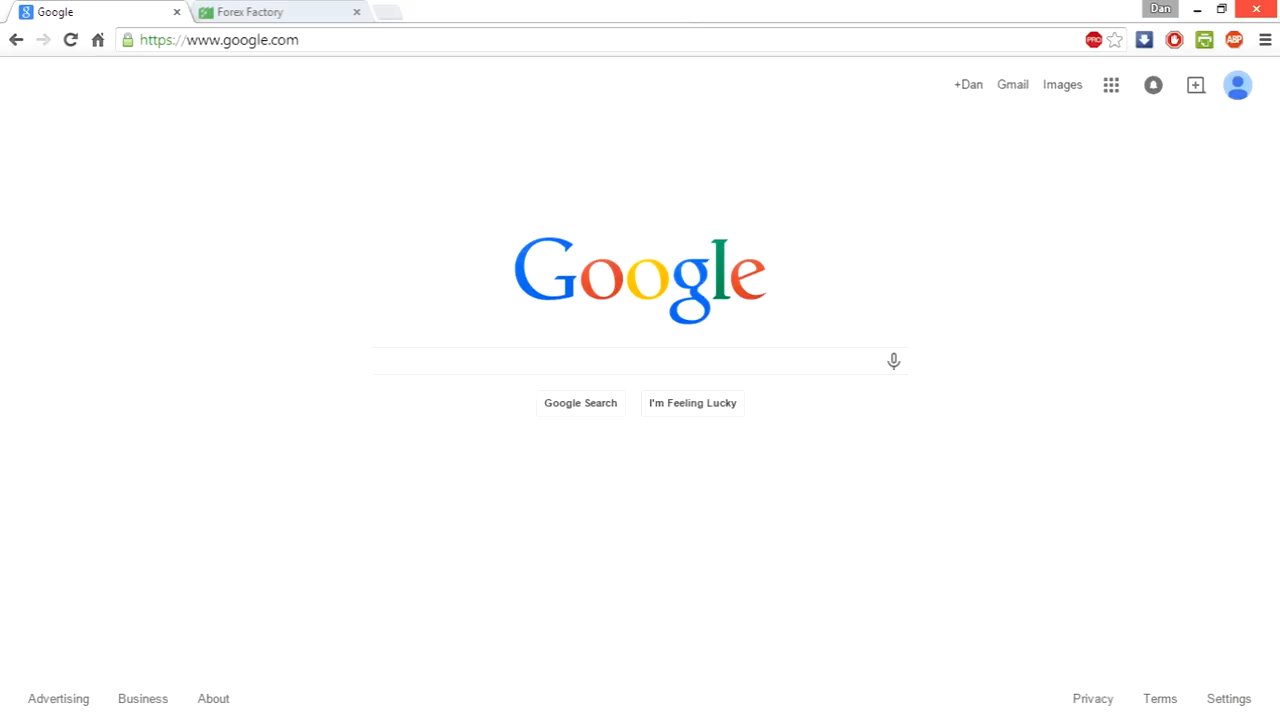 Google
Forex Factory
Dan
https://www.google.com
PRO
ABP
+Dan
Gmail
Images
Google
Google Search
I'm Feeling Lucky
Advertising
Business
About
Privacy
Terms
Settings